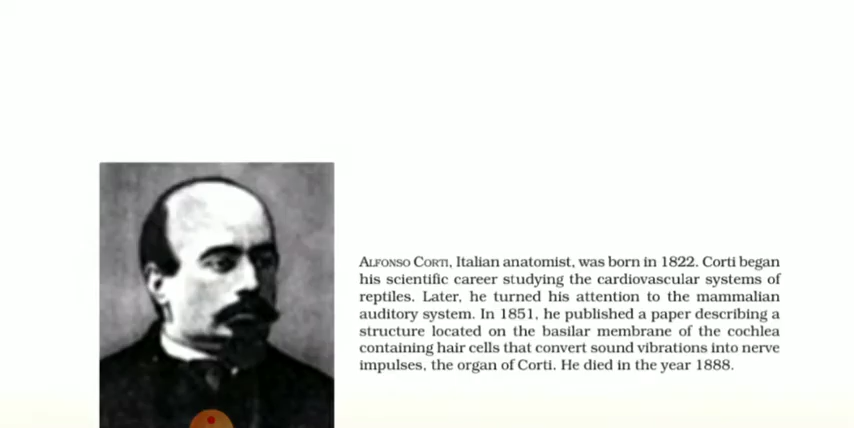 ALFONSO CORTI, Italian anatomist, was born in 1822. Corti began
his scientific career studying the cardiovascular systems of
reptiles. Later, he turned his attention to the mammalian
auditory system. In 1851, he published a paper describing a
structure located on the basilar membrane of the cochlea
containing hair cells that convert sound vibrations into nerve
impulses, the organ of Corti. He died in the year 1888.